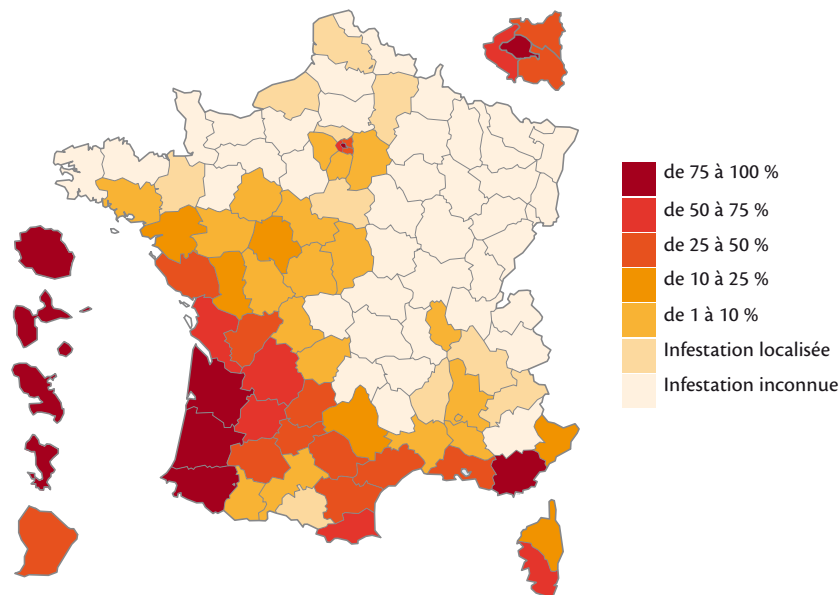 de 75 à 100 %
de 50 à 75 %
de 25 à 50 %
de 10 à 25 %
de 1 à 10 %
Infestation localisée
Infestation inconnue